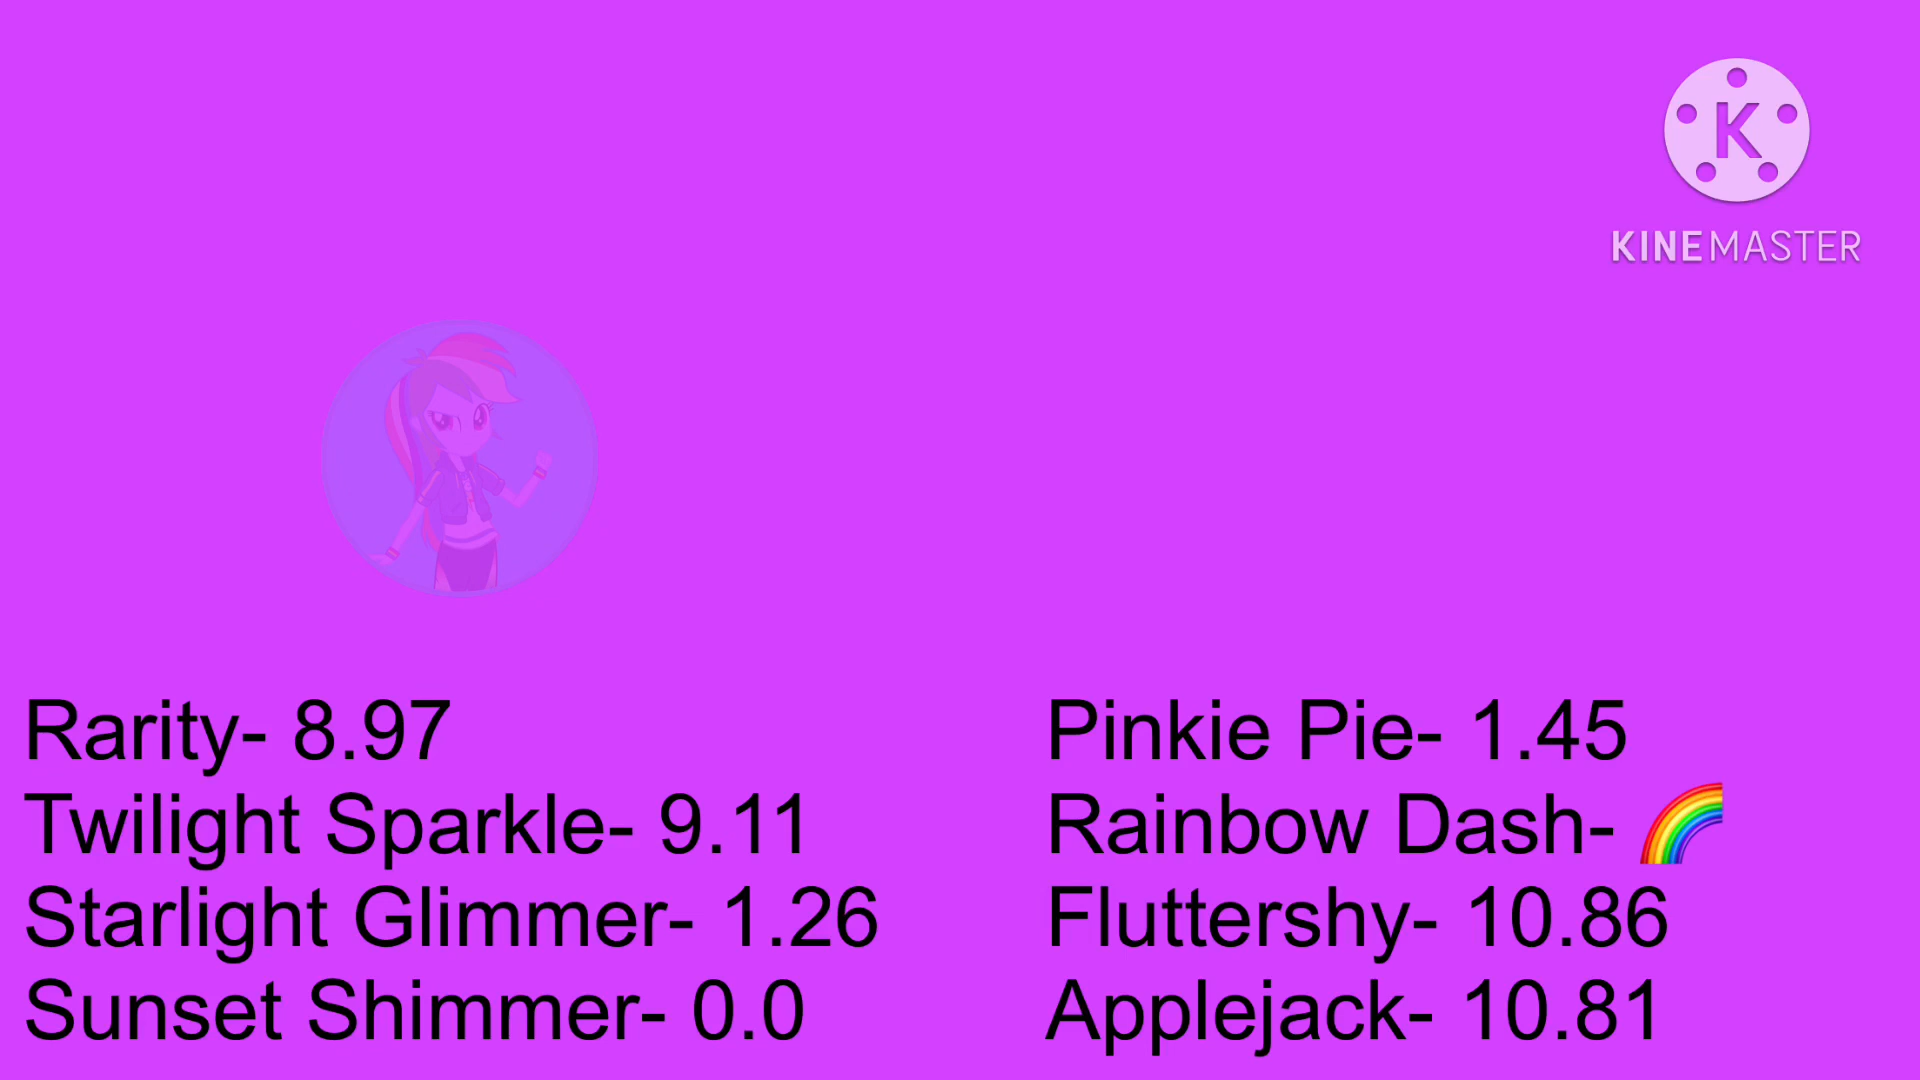 K
KINEMASTER
Rarity- 8.97
Twilight Sparkle- 9.11
Starlight Glimmer- 1.26
Sunset Shimmer- 0.0
Pinkie Pie- 1.45
Rainbow Dash- 🌈
Fluttershy- 10.86
Applejack- 10.81